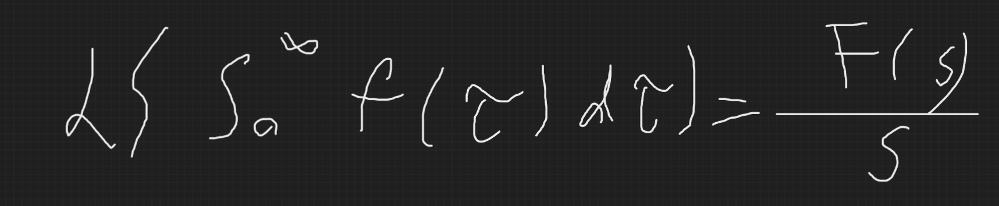 ℒ{ ∫ₐ^∞ f(τ) dτ) = F(s)/s